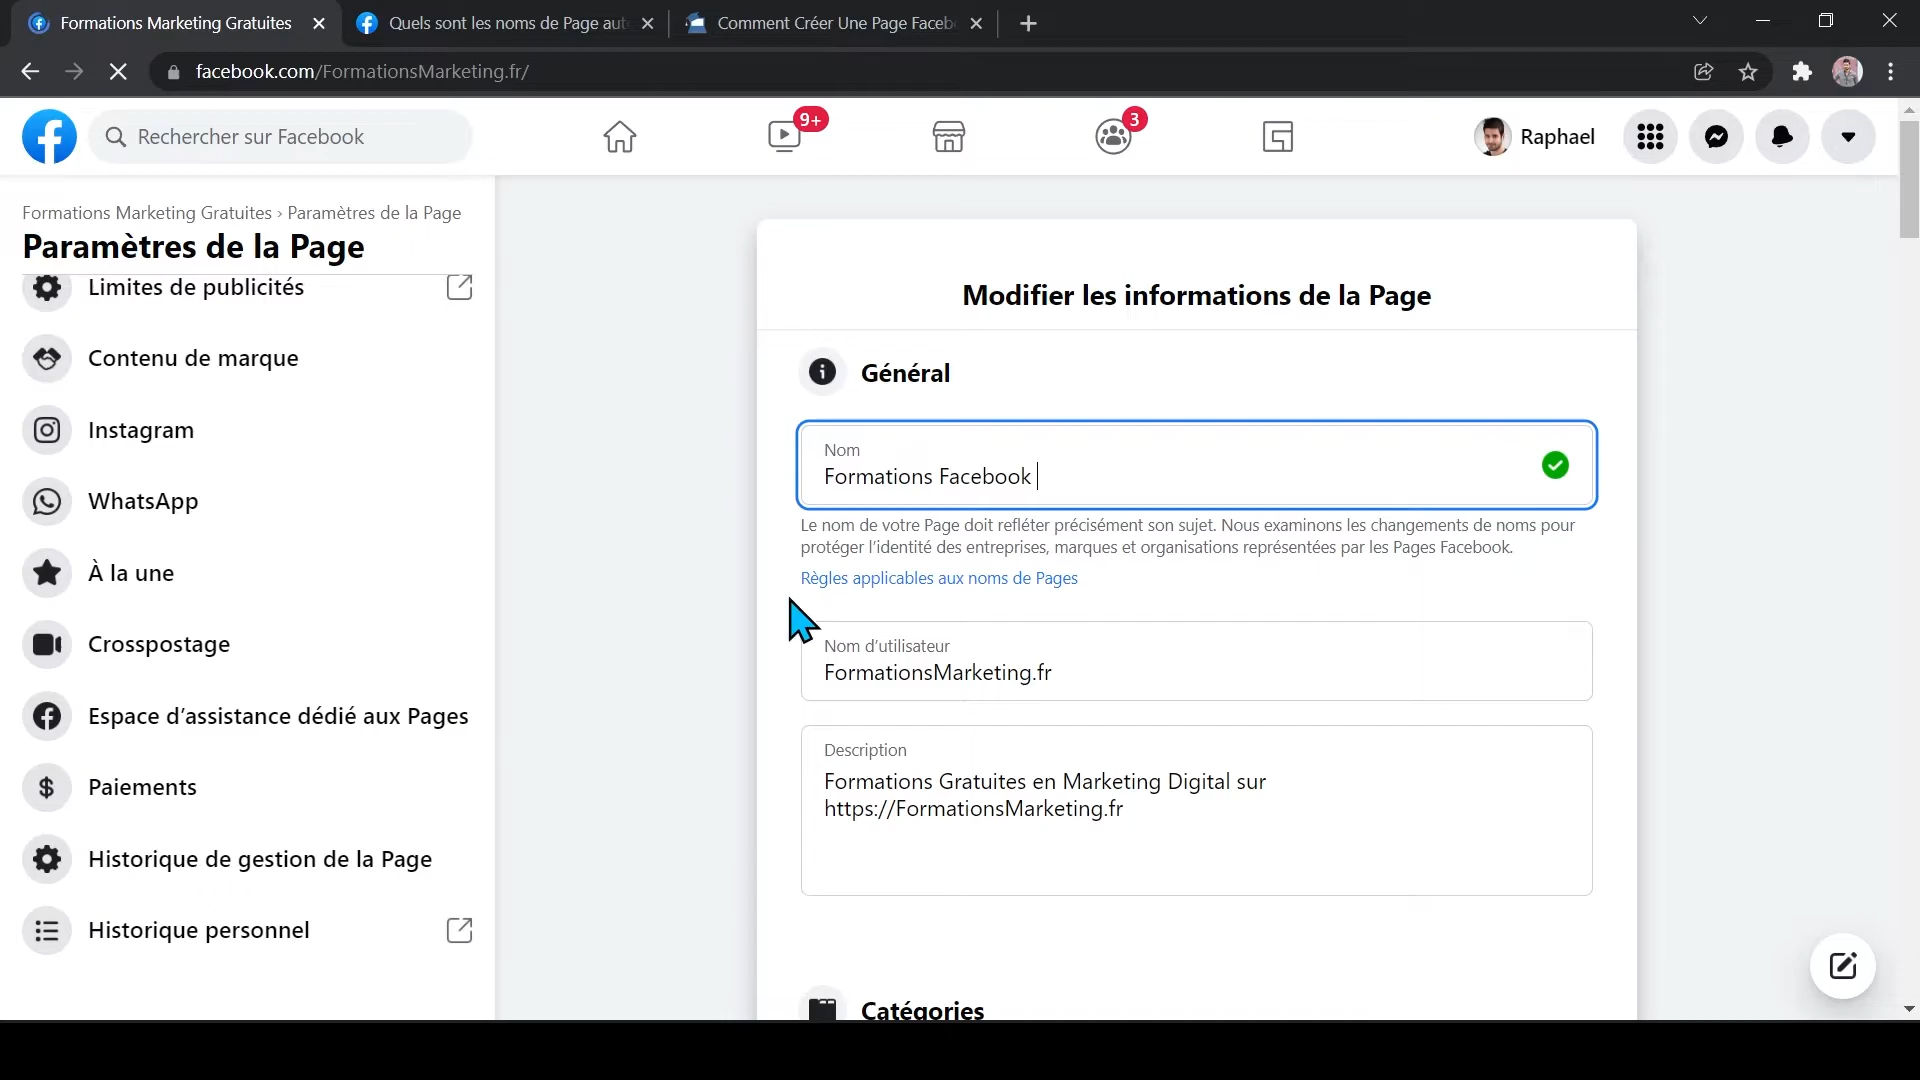 Formations Marketing Gratuites
Quels sont les noms de Page aut
Comment Créer Une Page Faceb
facebook.com/FormationsMarketing.fr/
Rechercher sur Facebook
9+
3
Raphael
Formations Marketing Gratuites › Paramètres de la Page
Paramètres de la Page
Limites de publicités
Contenu de marque
Instagram
WhatsApp
À la une
Crosspostage
Espace d’assistance dédié aux Pages
Paiements
Historique de gestion de la Page
Historique personnel
Modifier les informations de la Page
Général
Nom
Formations Facebook
Le nom de votre Page doit refléter précisément son sujet. Nous examinons les changements de noms pour
protéger l’identité des entreprises, marques et organisations représentées par les Pages Facebook.
Règles applicables aux noms de Pages
Nom d’utilisateur
FormationsMarketing.fr
Description
Formations Gratuites en Marketing Digital sur
https://FormationsMarketing.fr
Catégories